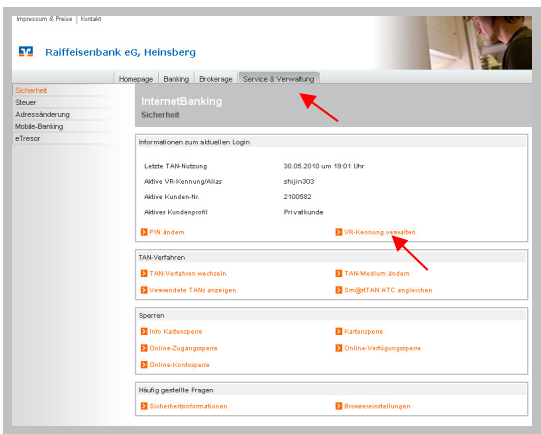 Impressum & Preise | Kontakt
Raiffeisenbank eG, Heinsberg
Homepage Banking Brokerage Service & Verwaltung
Sicherheit
Steuer
Adressänderung
Mobile-Banking
eTresor
InternetBanking
Sicherheit
Informationen zum aktuellen Login
Letzte TAN-Nutzung 30.05.2010 um 19:01 Uhr
Aktive VR-Kennung/Alias shijin303
Aktive Kunden-Nr. 2100582
Aktives Kundenprofil Privatkunde
PIN ändern VR-Kennung verwalten
TAN-Verfahren
TAN-Verfahren wechseln TAN-Medium ändern
Verwendete TANs anzeigen Sm@rtTAN ATC angleichen
Sperren
Info Kartensperre Kartensperre
Online-Zugangssperre Online-Verfügungssperre
Online-Kontosperre
Häufig gestellte Fragen
Sicherheitsinformationen Browsereinstellungen